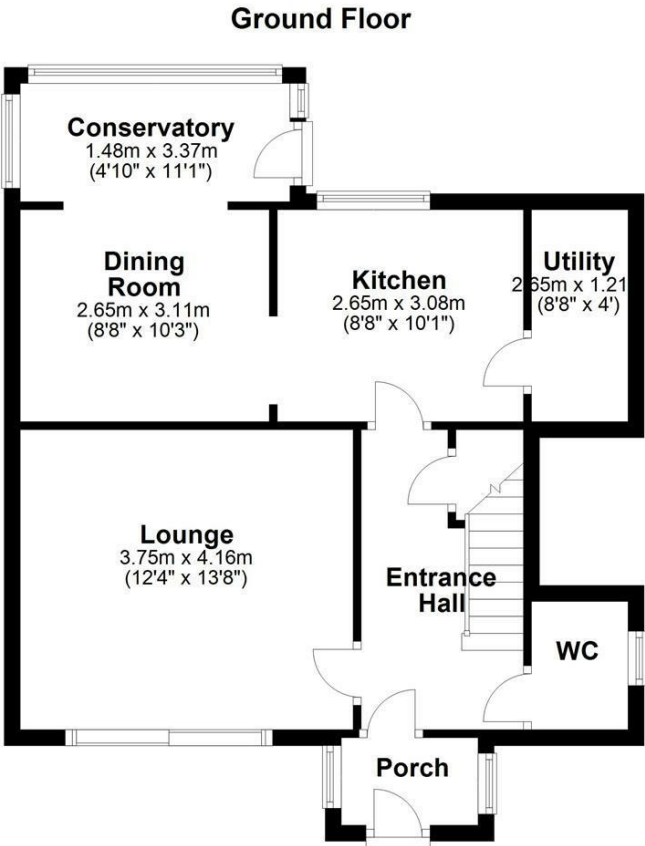 Ground Floor
Conservatory
1.48m x 3.37m
(4'10" x 11'1")
Dining
Room
2.65m x 3.11m
(8'8" x 10'3")
Kitchen
2.65m x 3.08m
(8'8" x 10'1")
Utility
2.65m x 1.21
(8'8" x 4')
Lounge
3.75m x 4.16m
(12'4" x 13'8")
Entrance
Hall
WC
Porch